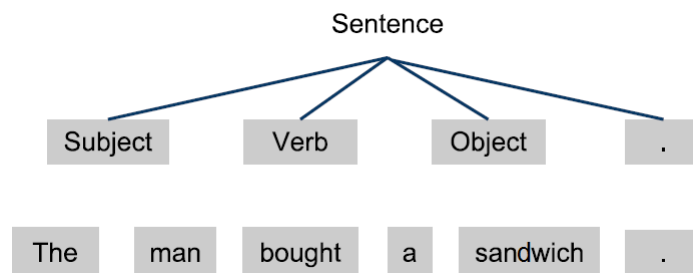 Sentence
Subject Verb Object .
The man bought a sandwich .